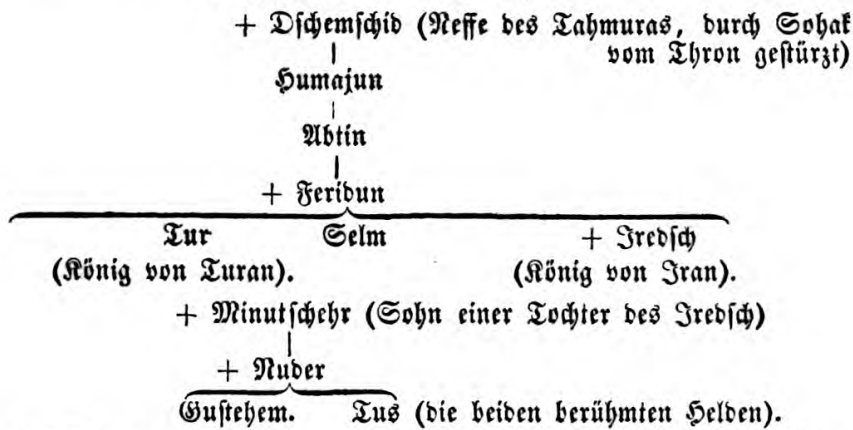 + Dschemschid (Neffe des Tahmuras, durch Sohak
vom Thron gestürzt)
Humajun
Abtin
+ Feridun
Tur Selm + Iredsch
(König von Turan). (König von Iran).
+ Minutschehr (Sohn einer Tochter des Iredsch)
+ Nuder
Gustehem. Tus (die beiden berühmten Helden).